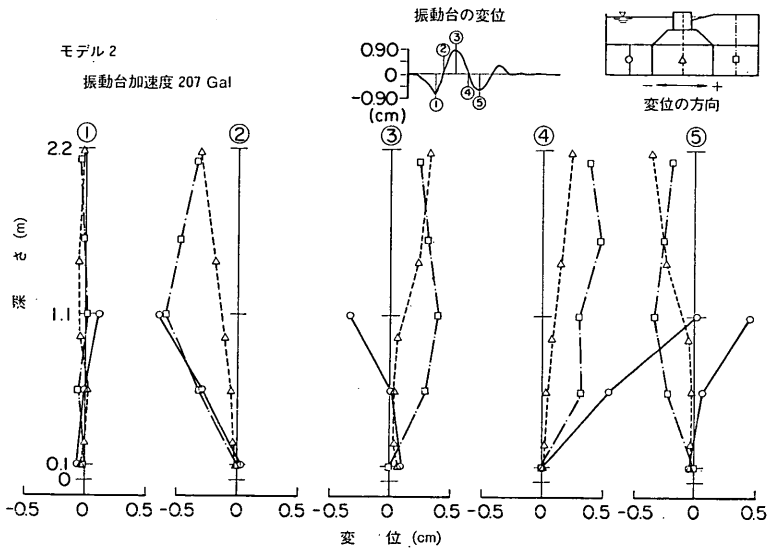 モデル 2
振動台加速度 207 Gal
振動台の変位
0.90
0
-0.90
(cm)
① ② ③ ④ ⑤
- +
変位の方向
① ② ③ ④ ⑤
2.2
1.1
0.1
0
深さ (m)
-0.5 0 0.5 -0.5 0 -0.5 0 0.5 -0.5 0 0.5 -0.5 0 0.5
変位 (cm)